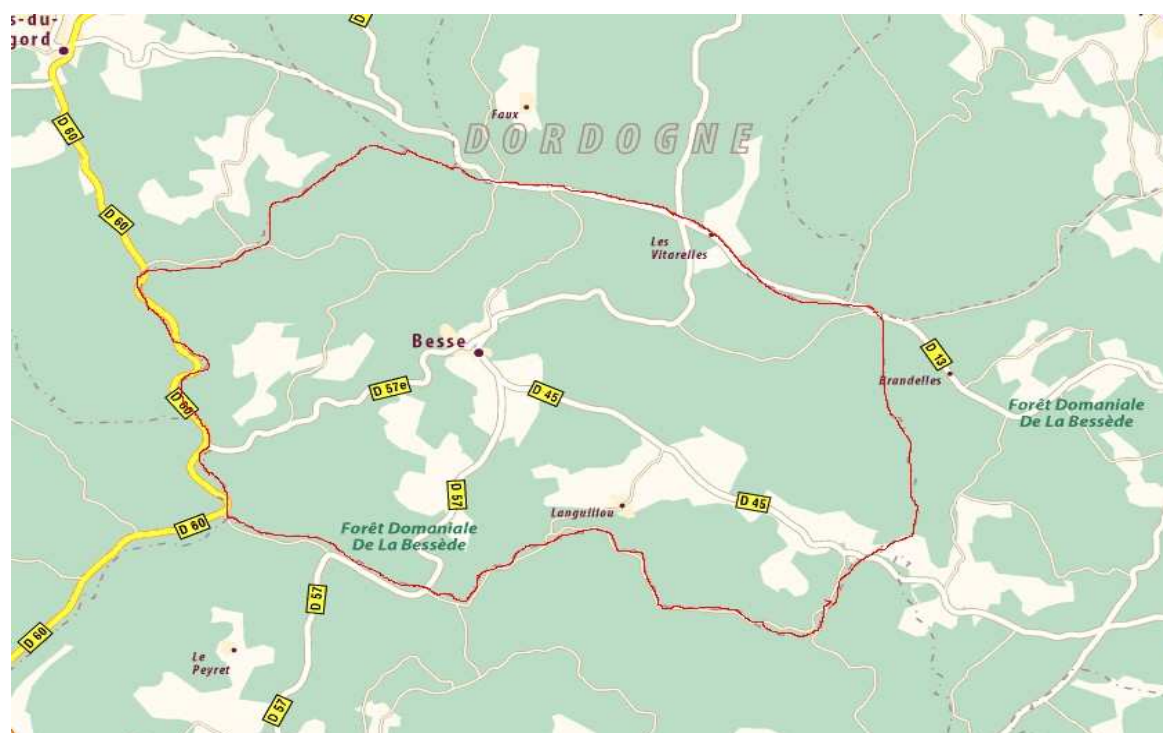 s-du-
gord
D
D 60
Faux
DORDOGNE
D 60
Les
Vitarelles
Besse
D 13
Brandelles
D 57e
D 45
Forêt Domaniale
De La Bessède
D 60
D 57
Languillou
D 45
D 60
Forêt Domaniale
De La Bessède
D 57
D 60
Le
Peyret
D 57